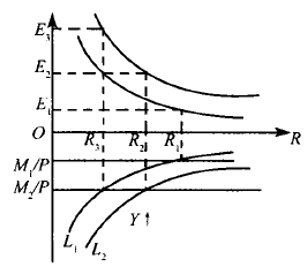 E₃
E₂
E₁
O R₃ R₂ R₁ R
M₁/P
M₂/P
L₁ L₂ Y↑